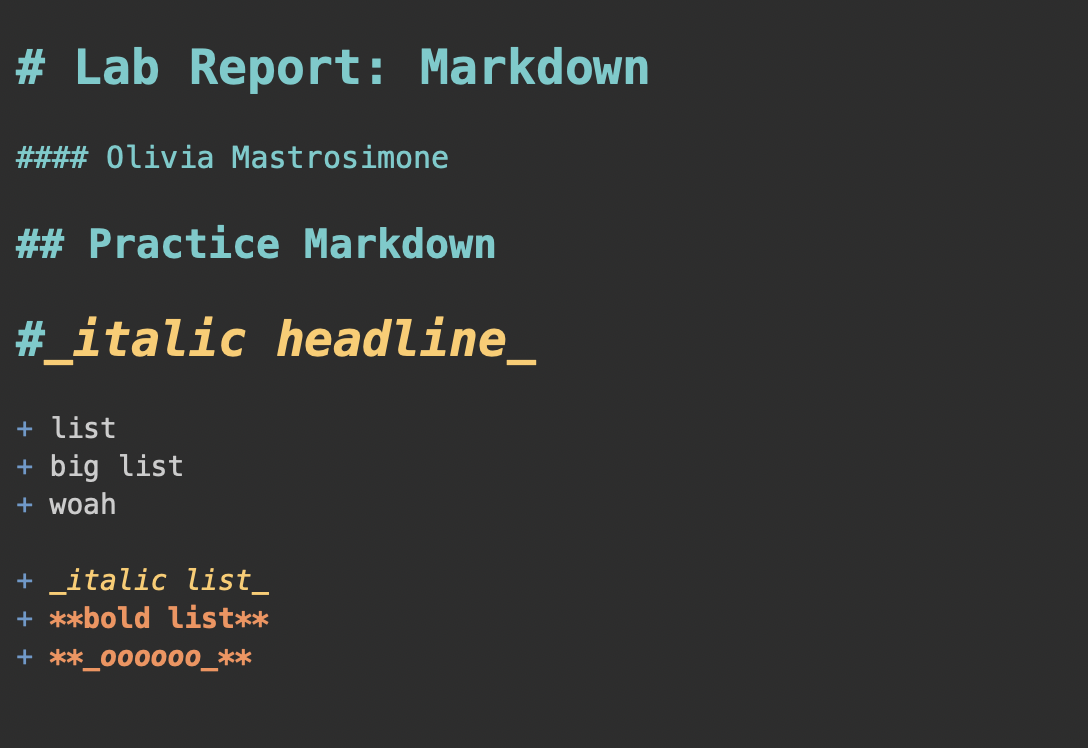 # Lab Report: Markdown
#### Olivia Mastrosimone
## Practice Markdown
#_italic headline_
+ list
+ big list
+ woah
+ _italic list_
+ **bold list**
+ **_oooooo_**